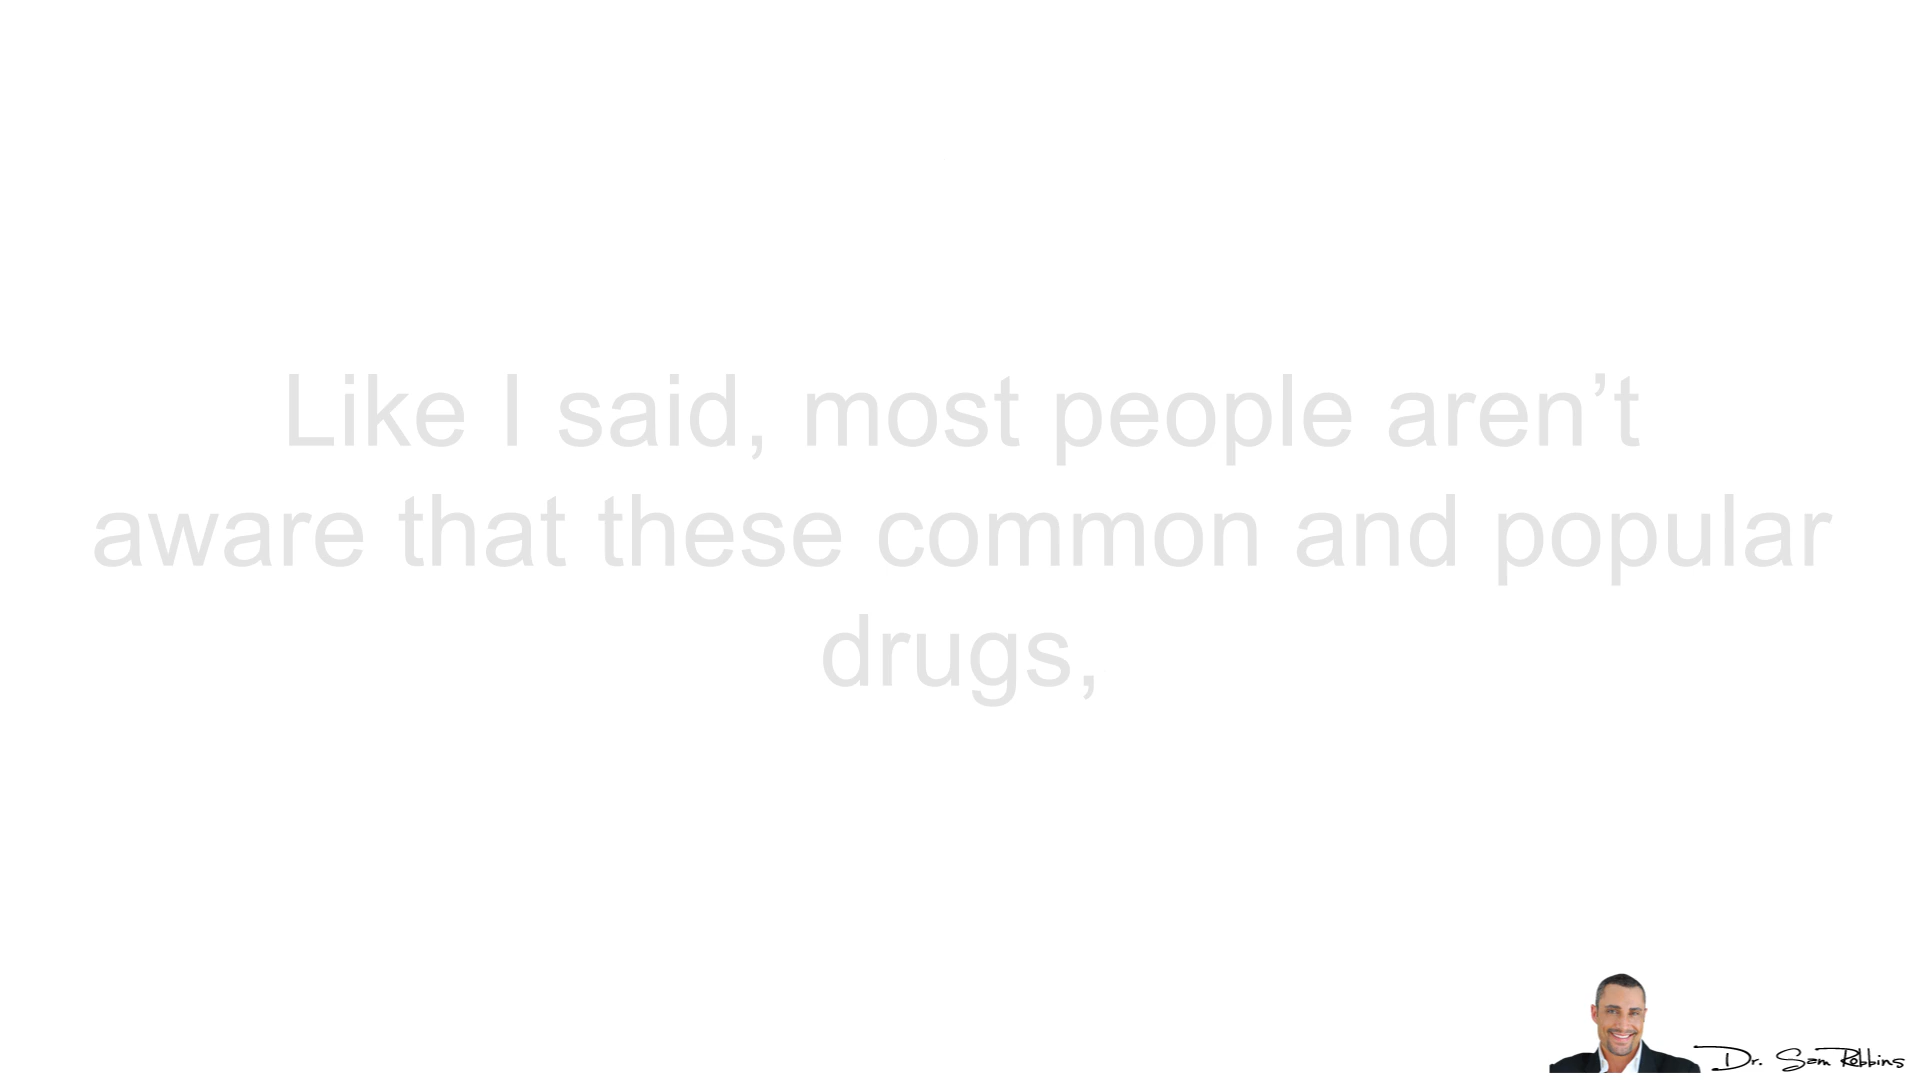 Like I said, most people aren’t
aware that these common and popular
drugs,
Dr. Sam Robbins